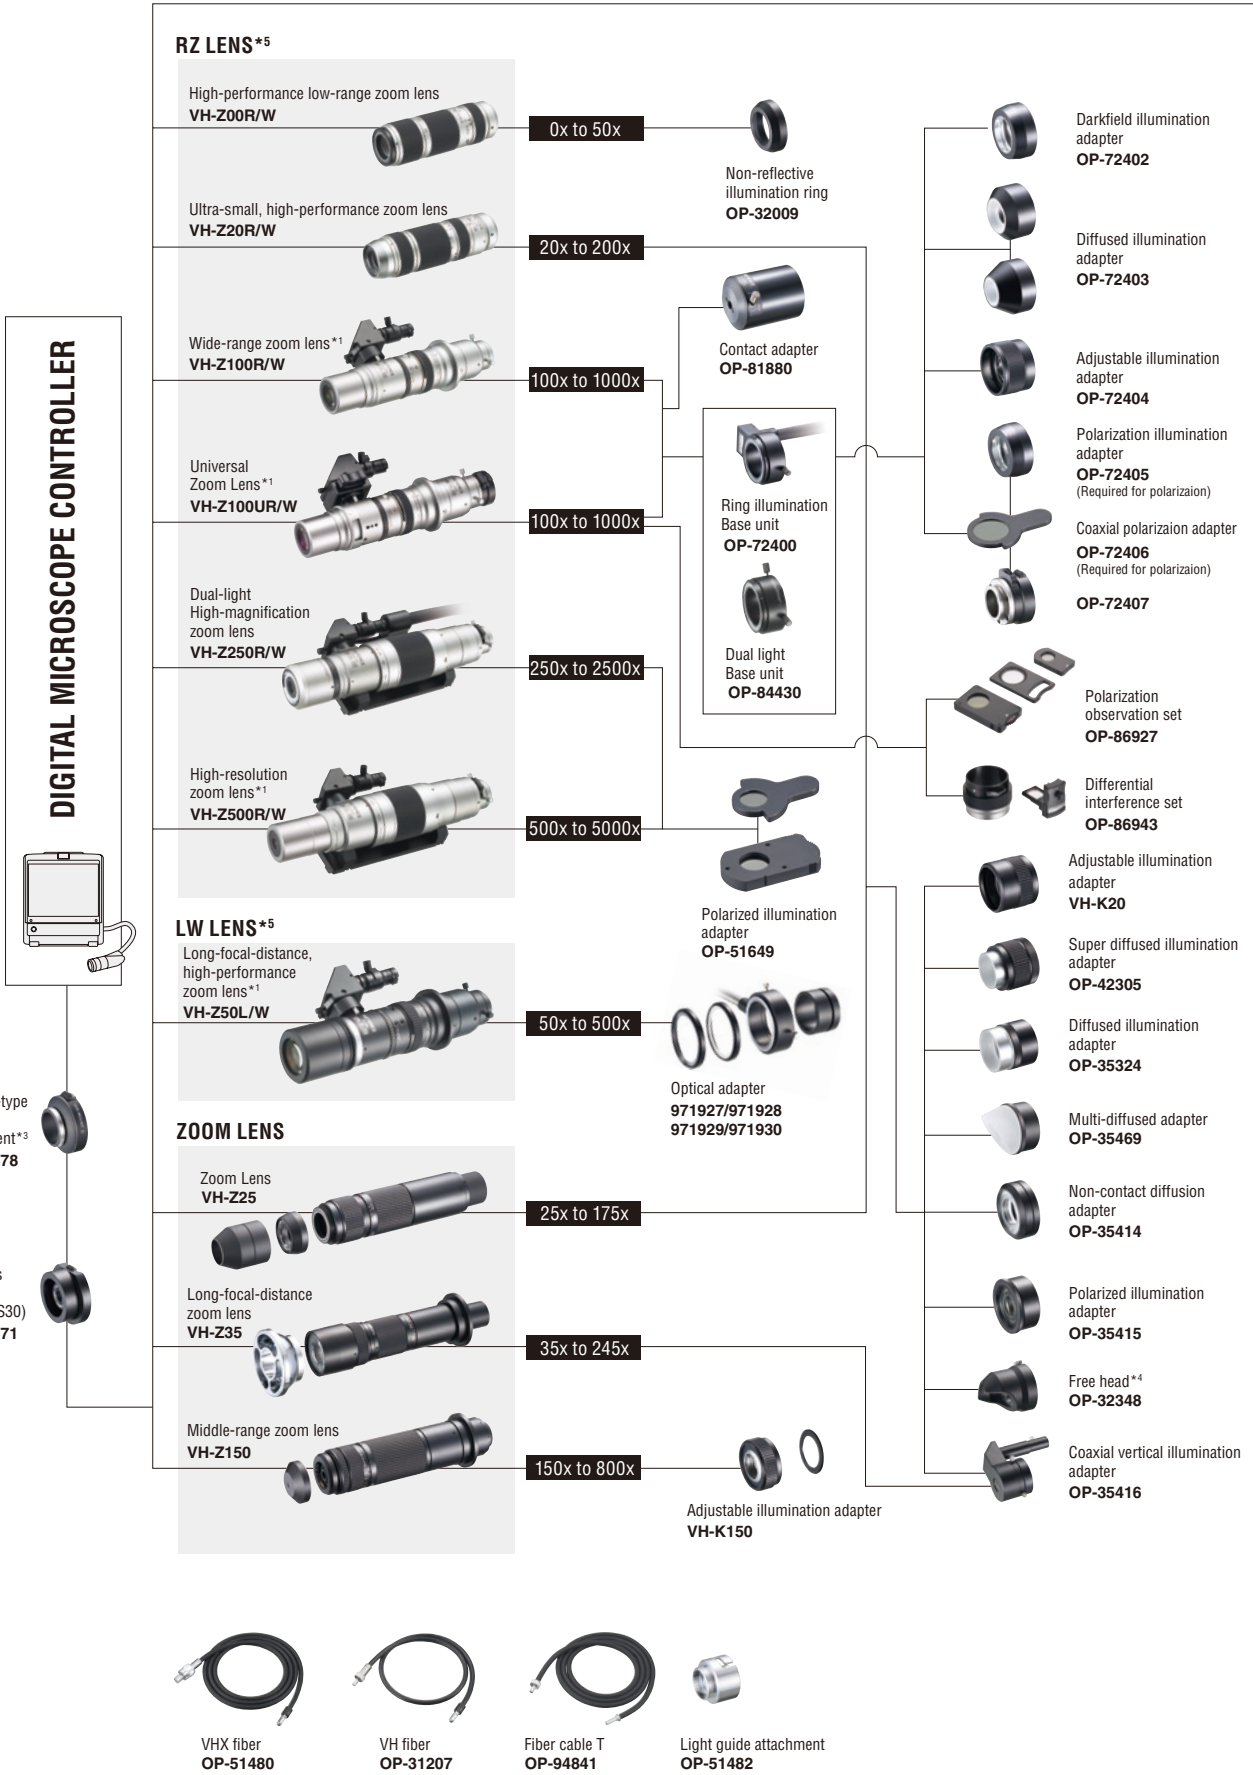 RZ LENS*5
High-performance low-range zoom lens
VH-Z00R/W
0x to 50x
Non-reflective
illumination ring
OP-32009
Ultra-small, high-performance zoom lens
VH-Z20R/W
20x to 200x
Wide-range zoom lens*1
VH-Z100R/W
100x to 1000x
Contact adapter
OP-81880
Universal
Zoom Lens*1
VH-Z100UR/W
100x to 1000x
Ring illumination
Base unit
OP-72400
Dual light
Base unit
OP-84430
Dual-light
High-magnification
zoom lens
VH-Z250R/W
250x to 2500x
High-resolution
zoom lens*1
VH-Z500R/W
500x to 5000x
Polarized illumination
adapter
OP-51649
Darkfield illumination
adapter
OP-72402
Diffused illumination
adapter
OP-72403
Adjustable illumination
adapter
OP-72404
Polarization illumination
adapter
OP-72405
(Required for polarizaion)
Coaxial polarizaion adapter
OP-72406
(Required for polarizaion)
OP-72407
Polarization
observation set
OP-86927
Differential
interference set
OP-86943
DIGITAL MICROSCOPE CONTROLLER
LW LENS*5
Long-focal-distance,
high-performance
zoom lens*1
VH-Z50L/W
50x to 500x
Optical adapter
971927/971928
971929/971930
ZOOM LENS
Zoom Lens
VH-Z25
25x to 175x
Long-focal-distance
zoom lens
VH-Z35
35x to 245x
Middle-range zoom lens
VH-Z150
150x to 800x
Adjustable illumination adapter
VH-K150
Adjustable illumination
adapter
VH-K20
Super diffused illumination
adapter
OP-42305
Diffused illumination
adapter
OP-35324
Multi-diffused adapter
OP-35469
Non-contact diffusion
adapter
OP-35414
Polarized illumination
adapter
OP-35415
Free head*4
OP-32348
Coaxial vertical illumination
adapter
OP-35416
-type
ent*3
78
s
S30)
71
VHX fiber
OP-51480
VH fiber
OP-31207
Fiber cable T
OP-94841
Light guide attachment
OP-51482